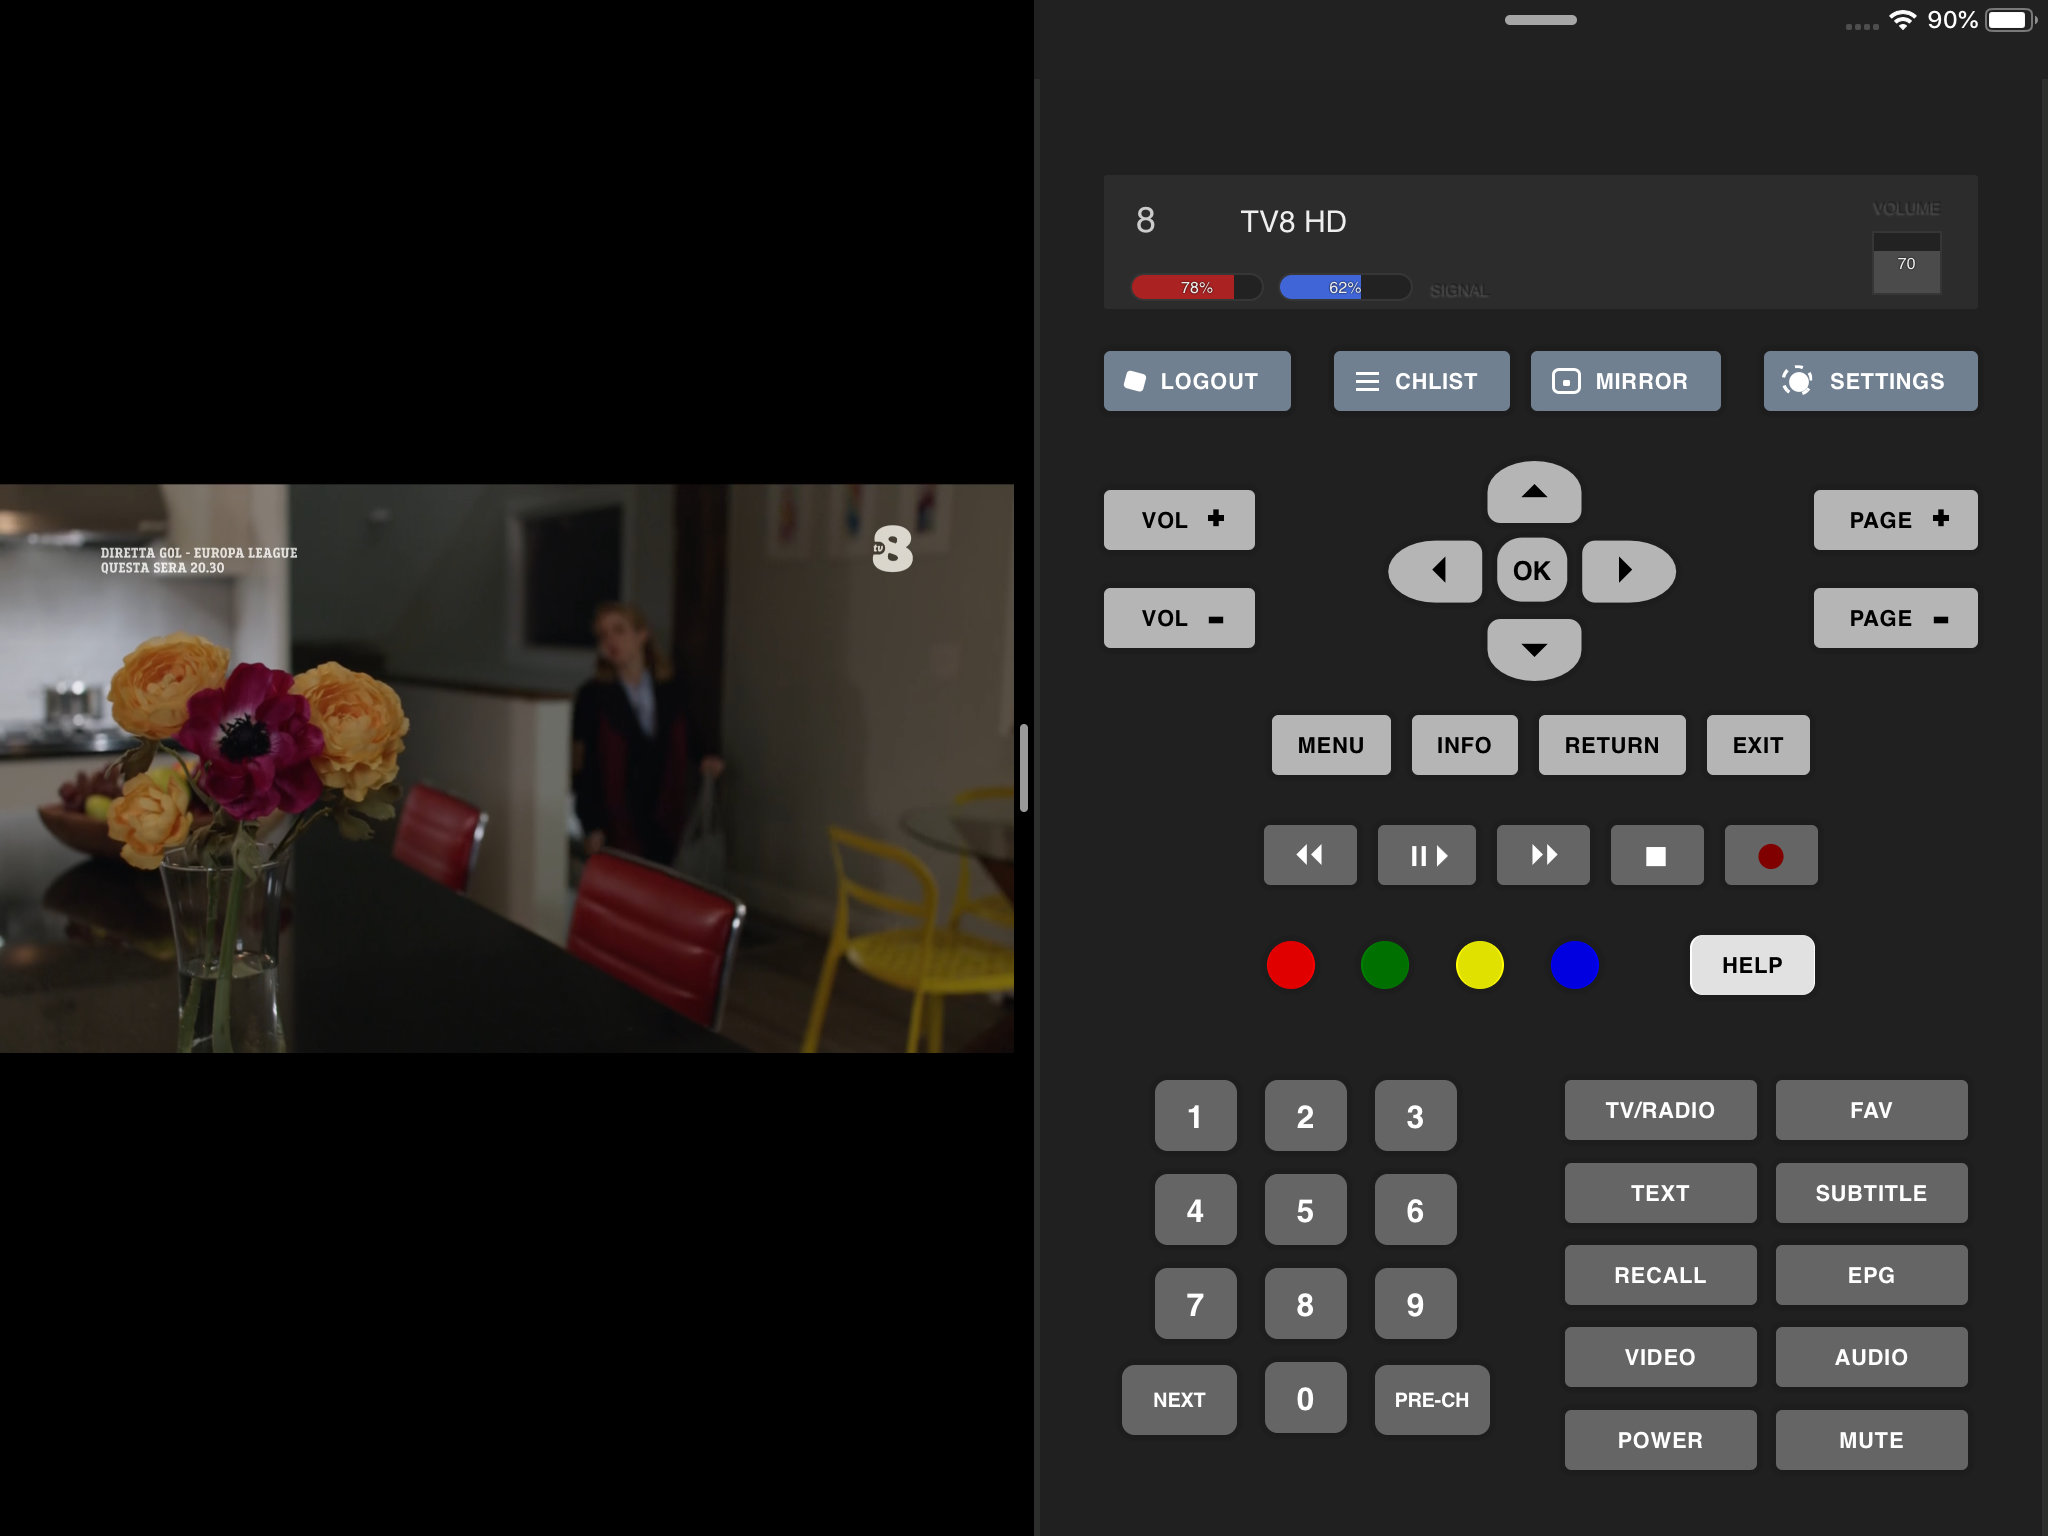 90%
8 TV8 HD
VOLUME
70
78% 62% SIGNAL
LOGOUT CHLIST MIRROR SETTINGS
DIRETTA GOL - EUROPA LEAGUE
QUESTA SERA 20.30
tv8
VOL + PAGE +
OK
VOL - PAGE -
MENU INFO RETURN EXIT
HELP
1 2 3
4 5 6
7 8 9
NEXT 0 PRE-CH
TV/RADIO FAV
TEXT SUBTITLE
RECALL EPG
VIDEO AUDIO
POWER MUTE